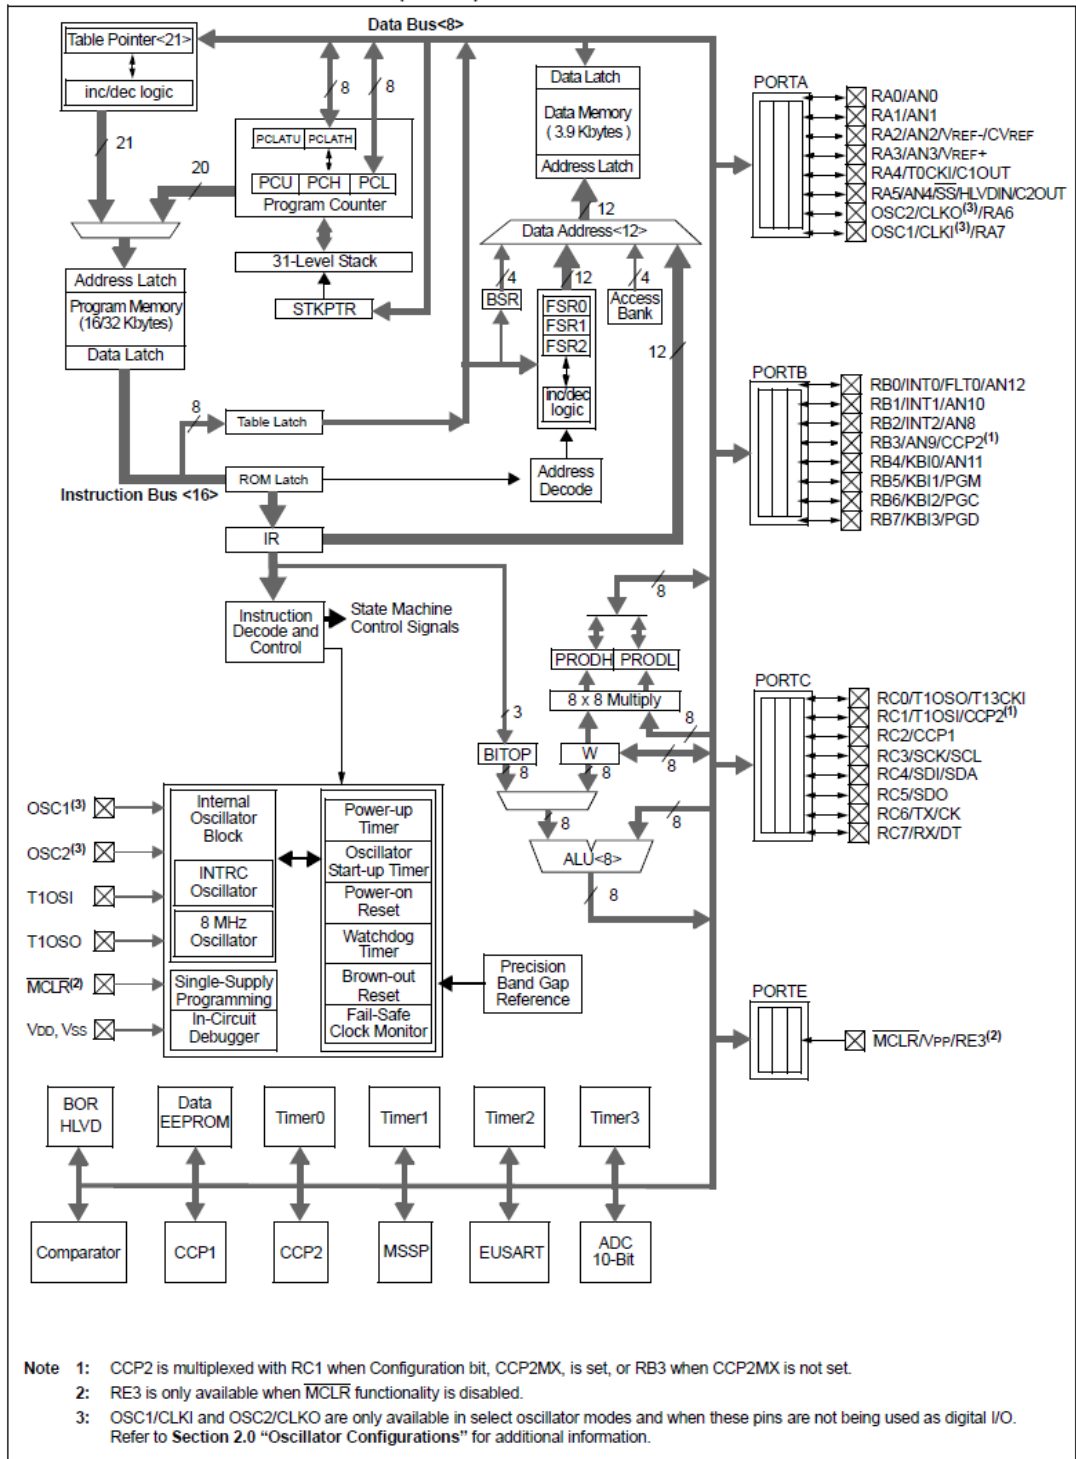 Data Bus<8>
Table Pointer<21>
inc/dec logic
21
20
8
8
PCLATU PCLATH
PCU PCH PCL
Program Counter
31-Level Stack
STKPTR
Address Latch
Program Memory
(16/32 Kbytes)
Data Latch
8
Table Latch
ROM Latch
Instruction Bus <16>
IR
Data Latch
Data Memory
( 3.9 Kbytes )
Address Latch
12
Data Address<12>
4
12
4
BSR
FSR0
FSR1
FSR2
inc/dec
logic
Access
Bank
12
Address
Decode
Instruction
Decode and
Control
State Machine
Control Signals
8
PRODH PRODL
8 x 8 Multiply
3
8
BITOP
W
8
8
8
8
8
ALU<8>
8
PORTA
RA0/AN0
RA1/AN1
RA2/AN2/VREF-/CVREF
RA3/AN3/VREF+
RA4/T0CKI/C1OUT
RA5/AN4/SS/HLVDIN/C2OUT
OSC2/CLKO(3)/RA6
OSC1/CLKI(3)/RA7
PORTB
RB0/INT0/FLT0/AN12
RB1/INT1/AN10
RB2/INT2/AN8
RB3/AN9/CCP2(1)
RB4/KBI0/AN11
RB5/KBI1/PGM
RB6/KBI2/PGC
RB7/KBI3/PGD
PORTC
RC0/T1OSO/T13CKI
RC1/T1OSI/CCP2(1)
RC2/CCP1
RC3/SCK/SCL
RC4/SDI/SDA
RC5/SDO
RC6/TX/CK
RC7/RX/DT
PORTE
MCLR/VPP/RE3(2)
OSC1(3)
OSC2(3)
T1OSI
T1OSO
MCLR(2)
VDD, VSS
Internal
Oscillator
Block
INTRC
Oscillator
8 MHz
Oscillator
Single-Supply
Programming
In-Circuit
Debugger
Power-up
Timer
Oscillator
Start-up Timer
Power-on
Reset
Watchdog
Timer
Brown-out
Reset
Fail-Safe
Clock Monitor
Precision
Band Gap
Reference
BOR
HLVD
Data
EEPROM
Timer0
Timer1
Timer2
Timer3
Comparator
CCP1
CCP2
MSSP
EUSART
ADC
10-Bit
Note 1: CCP2 is multiplexed with RC1 when Configuration bit, CCP2MX, is set, or RB3 when CCP2MX is not set.
2: RE3 is only available when MCLR functionality is disabled.
3: OSC1/CLKI and OSC2/CLKO are only available in select oscillator modes and when these pins are not being used as digital I/O.
Refer to Section 2.0 “Oscillator Configurations” for additional information.